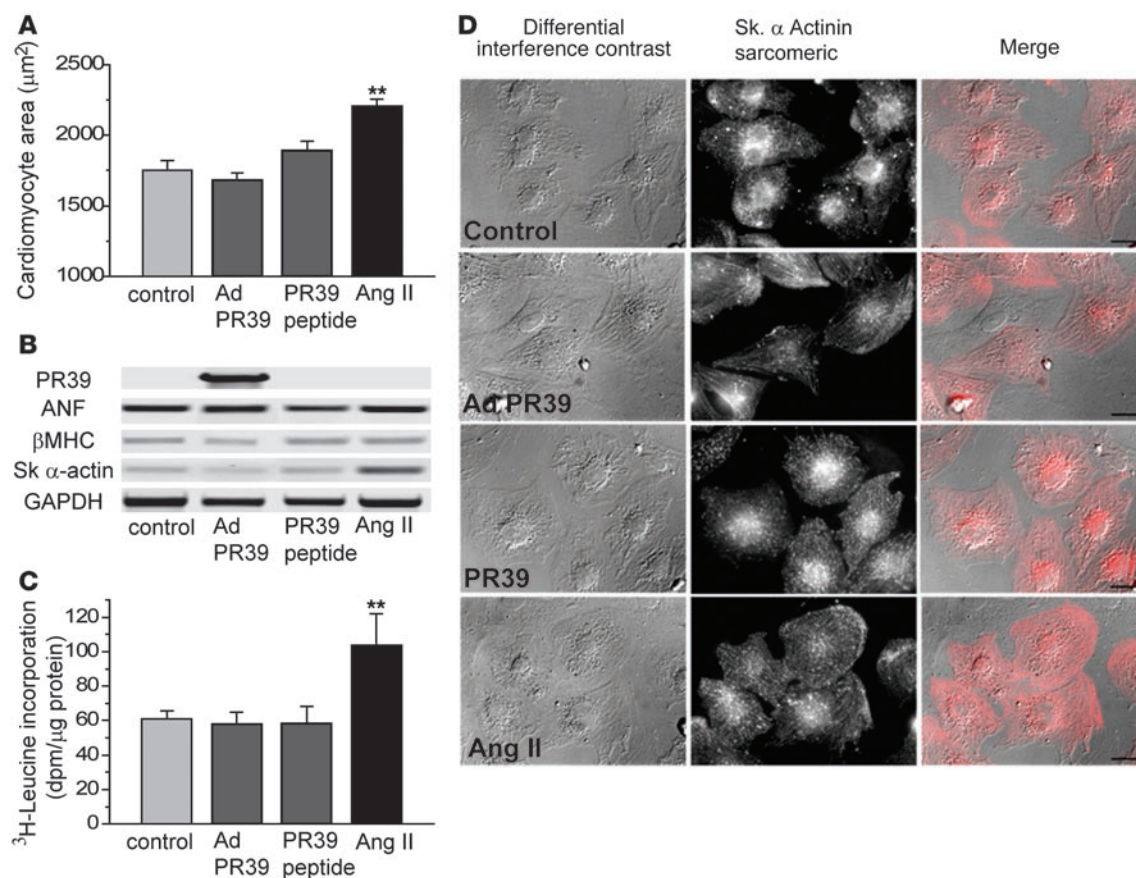 A
Cardiomyocyte area (μm²)
2500
2000
1500
1000
**
control
Ad
PR39
PR39
peptide
Ang II
B
PR39
ANF
βMHC
Sk α-actin
GAPDH
control
Ad
PR39
PR39
peptide
Ang II
C
³H-Leucine incorporation
(dpm/μg protein)
120
100
80
60
40
20
0
**
control
Ad
PR39
PR39
peptide
Ang II
D
Differential
interference contrast
Sk. α Actinin
sarcomeric
Merge
Control
Ad PR39
PR39
Ang II